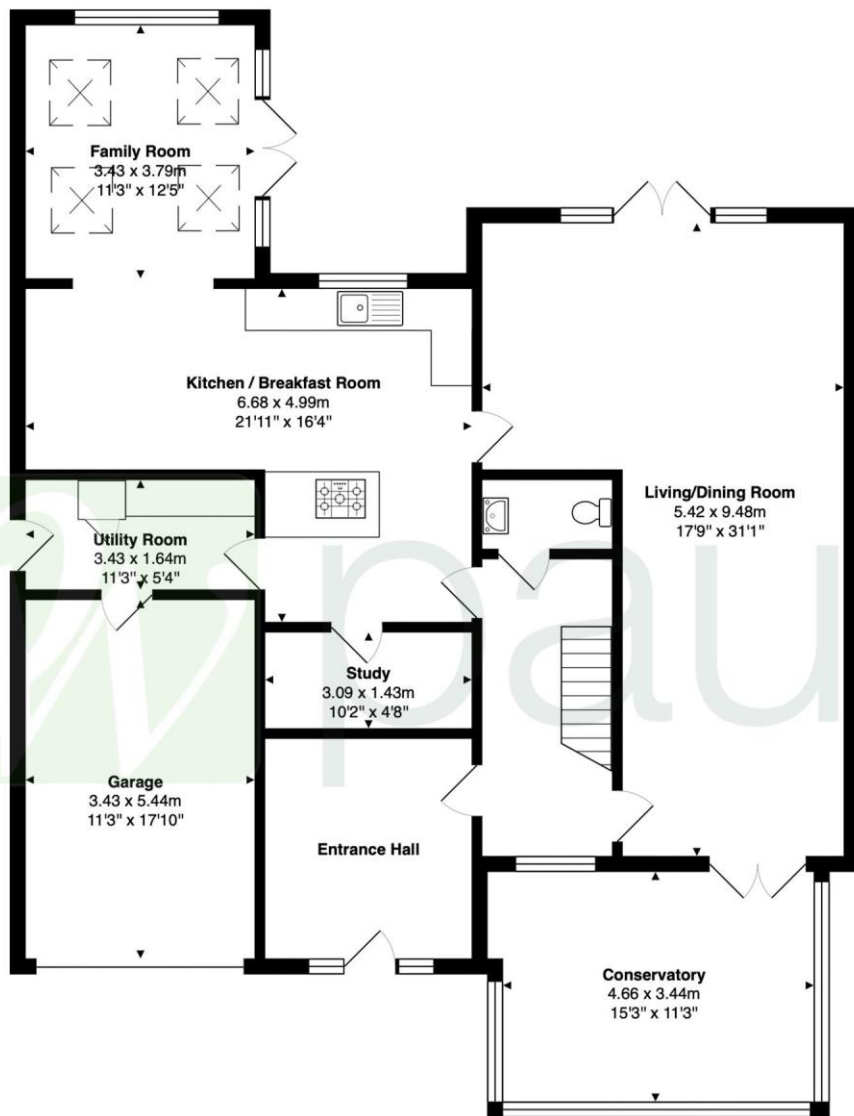 Family Room
3.43 x 3.79m
11'3" x 12'5"
Kitchen / Breakfast Room
6.68 x 4.99m
21'11" x 16'4"
Living/Dining Room
5.42 x 9.48m
17'9" x 31'1"
Utility Room
3.43 x 1.64m
11'3" x 5'4"
Study
3.09 x 1.43m
10'2" x 4'8"
Garage
3.43 x 5.44m
11'3" x 17'10"
Entrance Hall
Conservatory
4.66 x 3.44m
15'3" x 11'3"
pau